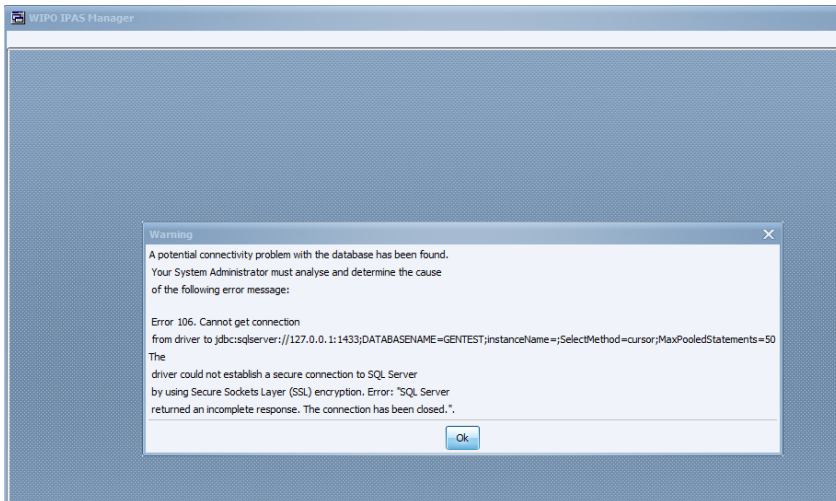 WIPO IPAS Manager
Warning
A potential connectivity problem with the database has been found.
Your System Administrator must analyse and determine the cause
of the following error message:
Error 106. Cannot get connection
from driver to jdbc:sqlserver://127.0.0.1:1433;DATABASENAME=GENTEST;instanceName=;SelectMethod=cursor;MaxPooledStatements=50
The
driver could not establish a secure connection to SQL Server
by using Secure Sockets Layer (SSL) encryption. Error: "SQL Server
returned an incomplete response. The connection has been closed.".
Ok